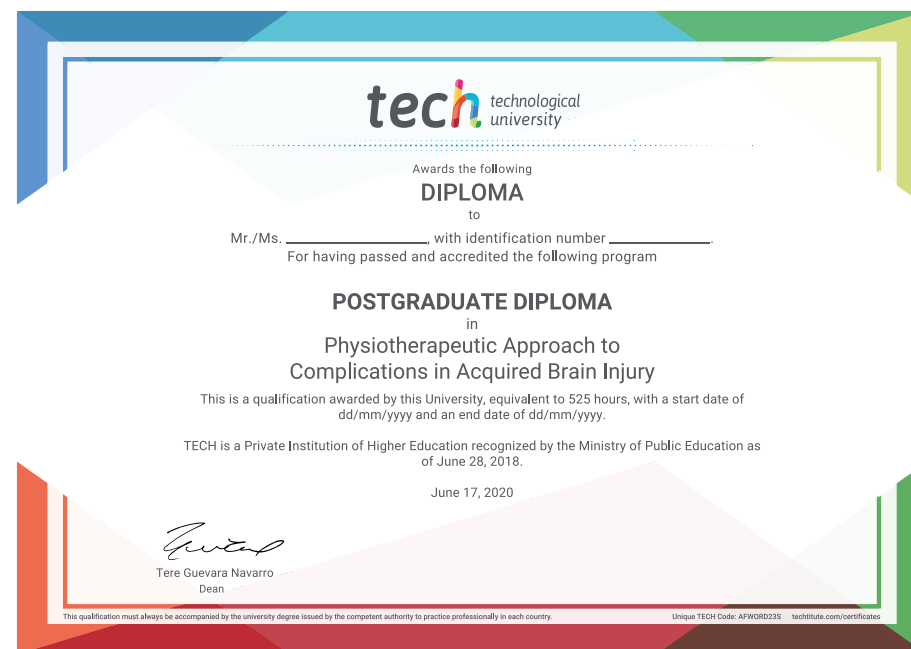 tech technological
university
Awards the following
DIPLOMA
to
Mr./Ms. ____________________, with identification number ______________.
For having passed and accredited the following program
POSTGRADUATE DIPLOMA
in
Physiotherapeutic Approach to
Complications in Acquired Brain Injury
This is a qualification awarded by this University, equivalent to 525 hours, with a start date of
dd/mm/yyyy and an end date of dd/mm/yyyy.
TECH is a Private Institution of Higher Education recognized by the Ministry of Public Education as
of June 28, 2018.
June 17, 2020
Tere Guevara Navarro
Dean
This qualification must always be accompanied by the university degree issued by the competent authority to practice professionally in each country. Unique TECH Code: AFWORD23S techtitute.com/certificates